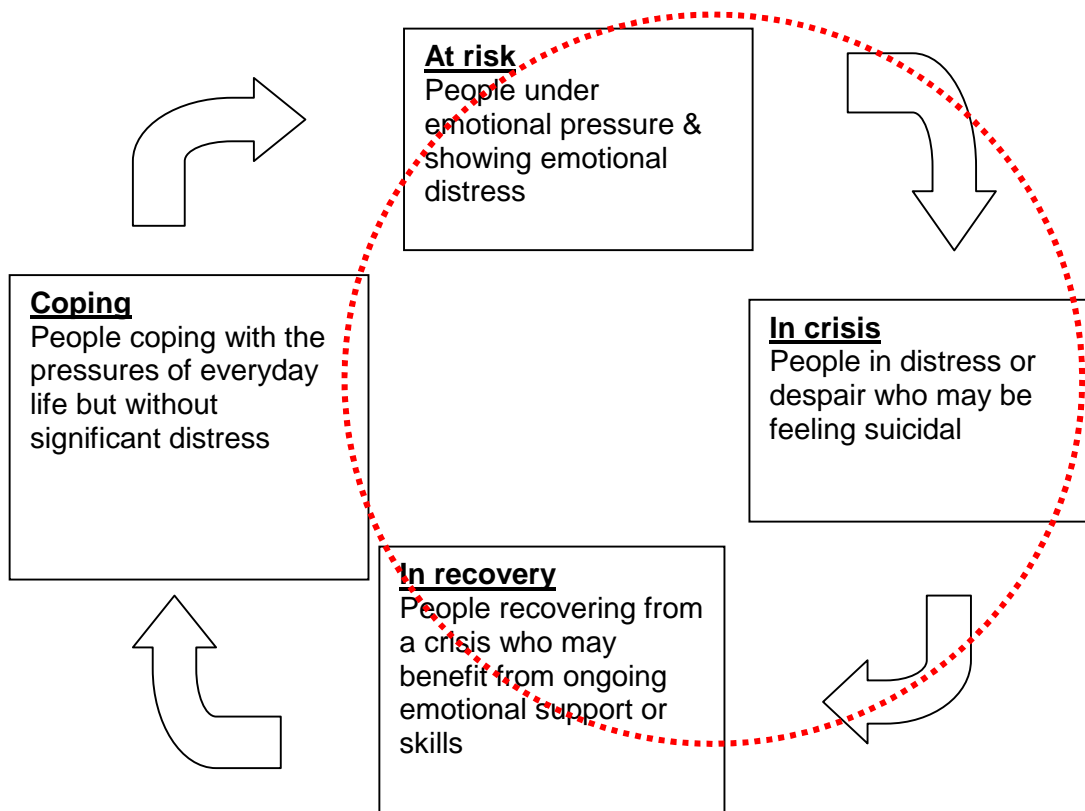 At risk
People under
emotional pressure &
showing emotional
distress
Coping
People coping with the
pressures of everyday
life but without
significant distress
In crisis
People in distress or
despair who may be
feeling suicidal
In recovery
People recovering from
a crisis who may
benefit from ongoing
emotional support or
skills